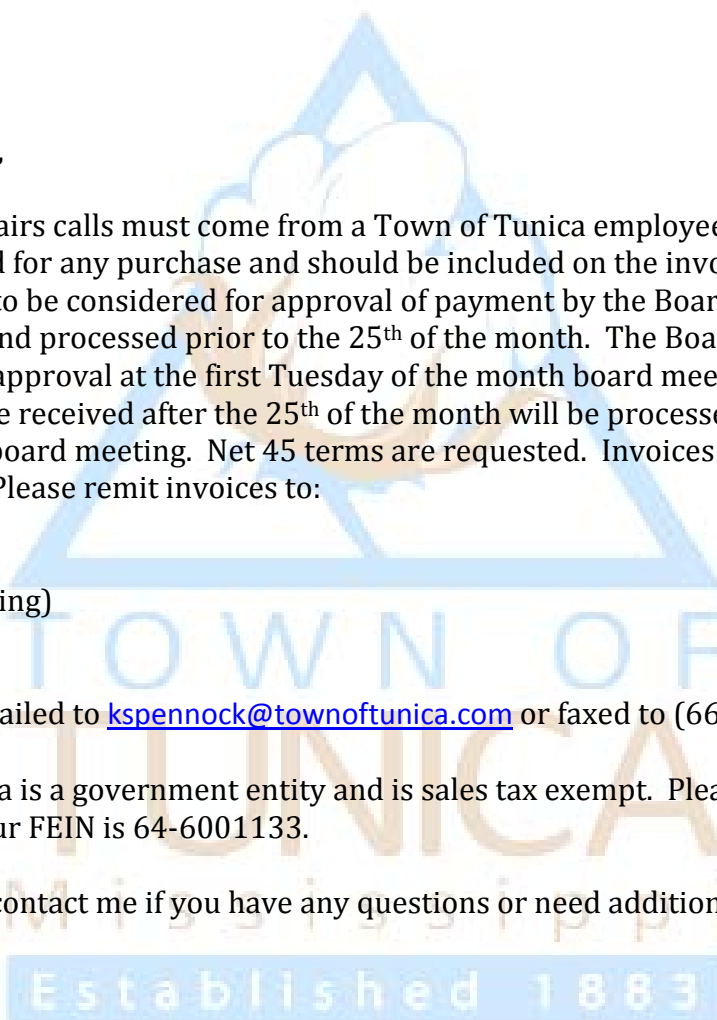 ,
airs calls must come from a Town of Tunica employee
d for any purchase and should be included on the invo
to be considered for approval of payment by the Boar
nd processed prior to the 25th of the month.  The Boa
approval at the first Tuesday of the month board mee
e received after the 25th of the month will be processe
board meeting.  Net 45 terms are requested.  Invoices
Please remit invoices to:
ing)
TOWN OF
ailed to kspennock@townoftunica.com or faxed to (66
TUNICA
a is a government entity and is sales tax exempt.  Plea
ur FEIN is 64-6001133.
Mississipp
contact me if you have any questions or need addition
Established 1883